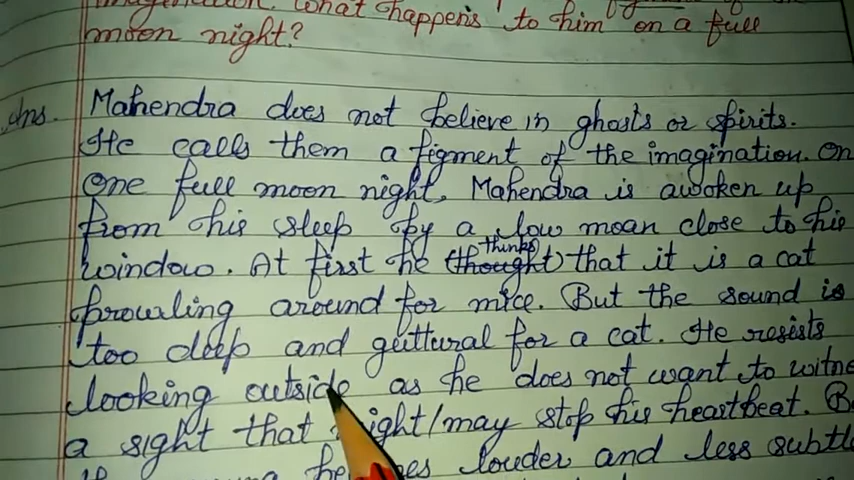 imagination. What happens to him on a full
moon night?
Ans. Mahendra does not believe in ghosts or spirits.
He calls them a figment of the imagination. On
one full moon night, Mahendra is awoken up
from his sleep by a low moan close to his
window. At first he (thought) thinks that it is a cat
prowling around for mice. But the sound is
too deep and guttural for a cat. He resists
looking outside as he does not want to witne
a sight that might/may stop his heartbeat. B
louder and less subtl